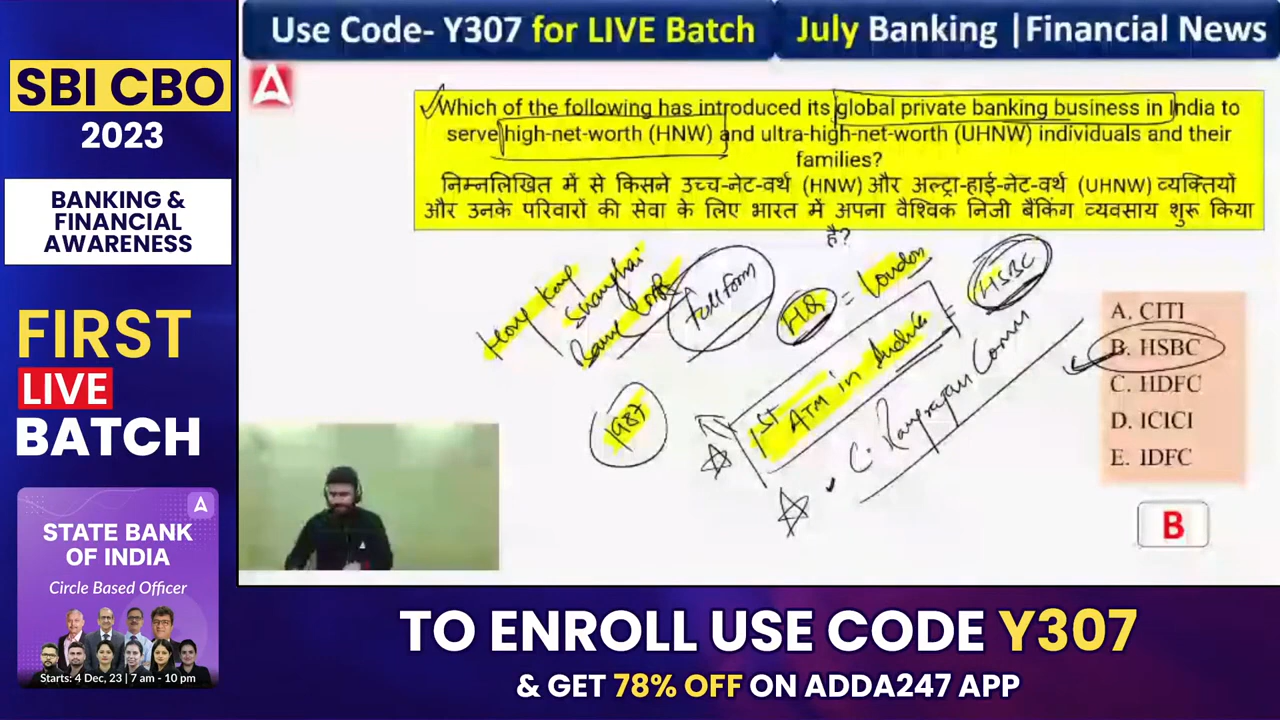 Use Code- Y307 for LIVE Batch
July Banking |Financial News
SBI CBO
2023
BANKING &
FINANCIAL
AWARENESS
FIRST
LIVE
BATCH
A
STATE BANK
OF INDIA
Circle Based Officer
Starts: 4 Dec, 23 | 7 am - 10 pm
A
Which of the following has introduced its global private banking business in India to
serve high-net-worth (HNW) and ultra-high-net-worth (UHNW) individuals and their
families?
निम्नलिखित में से किसने उच्च-नेट-वर्थ (HNW) और अल्ट्रा-हाई-नेट-वर्थ (UHNW) व्यक्तियों
और उनके परिवारों की सेवा के लिए भारत में अपना वैश्विक निजी बैंकिंग व्यवसाय शुरू किया
है?
Hong Kong
Shanghai
Bank Corp
Full form
HQ = London
HSBC
1987
1st ATM in India
C. Rangrajan Comm
A. CITI
B. HSBC
C. HDFC
D. ICICI
E. IDFC
B
TO ENROLL USE CODE Y307
& GET 78% OFF ON ADDA247 APP